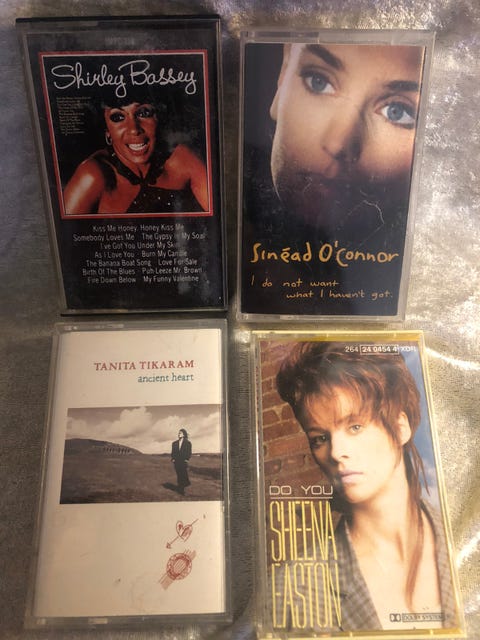 Shirley Bassey
Kiss Me Honey, Honey Kiss Me
Somebody Loves Me The Gypsy In My Soul
I've Got You Under My Skin
As I Love You Burn My Candle
The Banana Boat Song Love For Sale
Birth Of The Blues Puh-Leeze Mr. Brown
Fire Down Below My Funny Valentine
Sinéad O'Connor
I do not want
what I haven't got.
TANITA TIKARAM
ancient heart
264 24 0454 4 XDR
DO YOU
SHEENA
EASTON
DOLBY SYSTEM